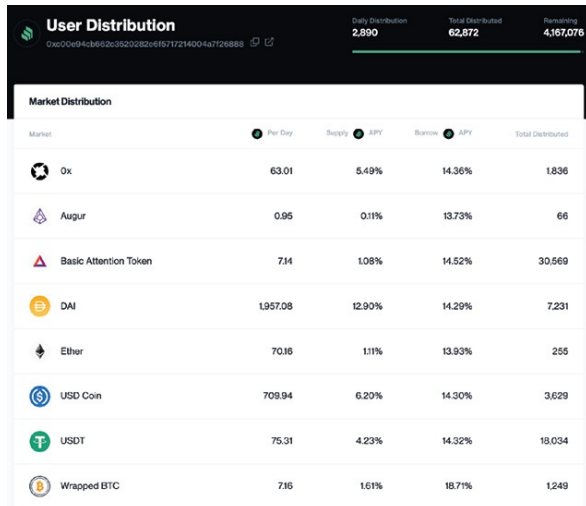 User Distribution
Daily Distribution Total Distributed Remaining
2,890 62,872 4,167,076
Market Distribution
Market Per Day Supply APY Borrow APY Total Distributed
0x 63.01 5.49% 14.36% 1,836
Augur 0.95 0.11% 13.73% 66
Basic Attention Token 7.14 1.08% 14.52% 30,569
DAI 1,957.08 12.90% 14.29% 7,231
Ether 70.16 1.11% 13.93% 255
USD Coin 709.94 6.20% 14.30% 3,629
USDT 75.31 4.23% 14.32% 18,034
Wrapped BTC 7.16 1.61% 18.71% 1,249